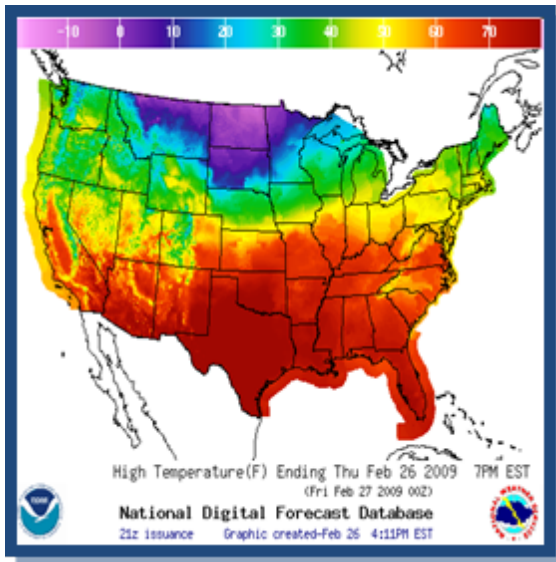 -10 0 10 20 30 40 50 60 70
High Temperature(F) Ending Thu Feb 26 2009 7PM EST
(Fri Feb 27 2009 00Z)
National Digital Forecast Database
21z issuance Graphic created-Feb 26 4:11PM EST